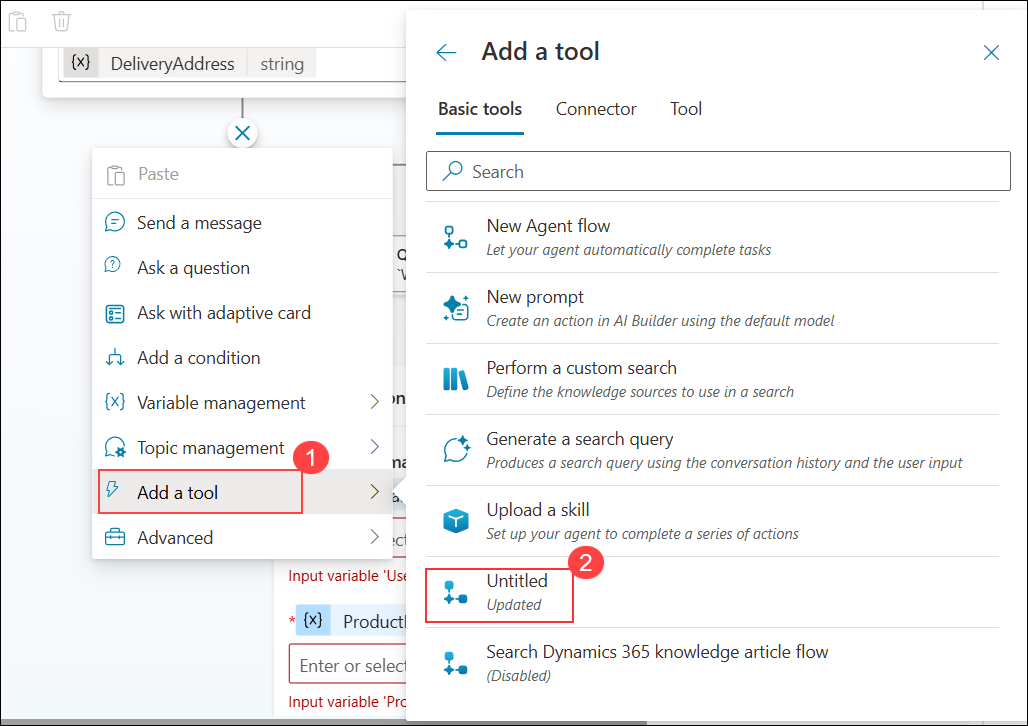 {x} DeliveryAddress string
Paste
Send a message
Ask a question
Ask with adaptive card
Add a condition
{x} Variable management
Topic management
1
Add a tool
Advanced
Input variable 'Use
* {x} ProductI
Enter or select
Input variable 'Pro
Add a tool
Basic tools Connector Tool
Search
New Agent flow
Let your agent automatically complete tasks
New prompt
Create an action in AI Builder using the default model
Perform a custom search
Define the knowledge sources to use in a search
Generate a search query
Produces a search query using the conversation history and the user input
Upload a skill
Set up your agent to complete a series of actions
2
Untitled
Updated
Search Dynamics 365 knowledge article flow
(Disabled)